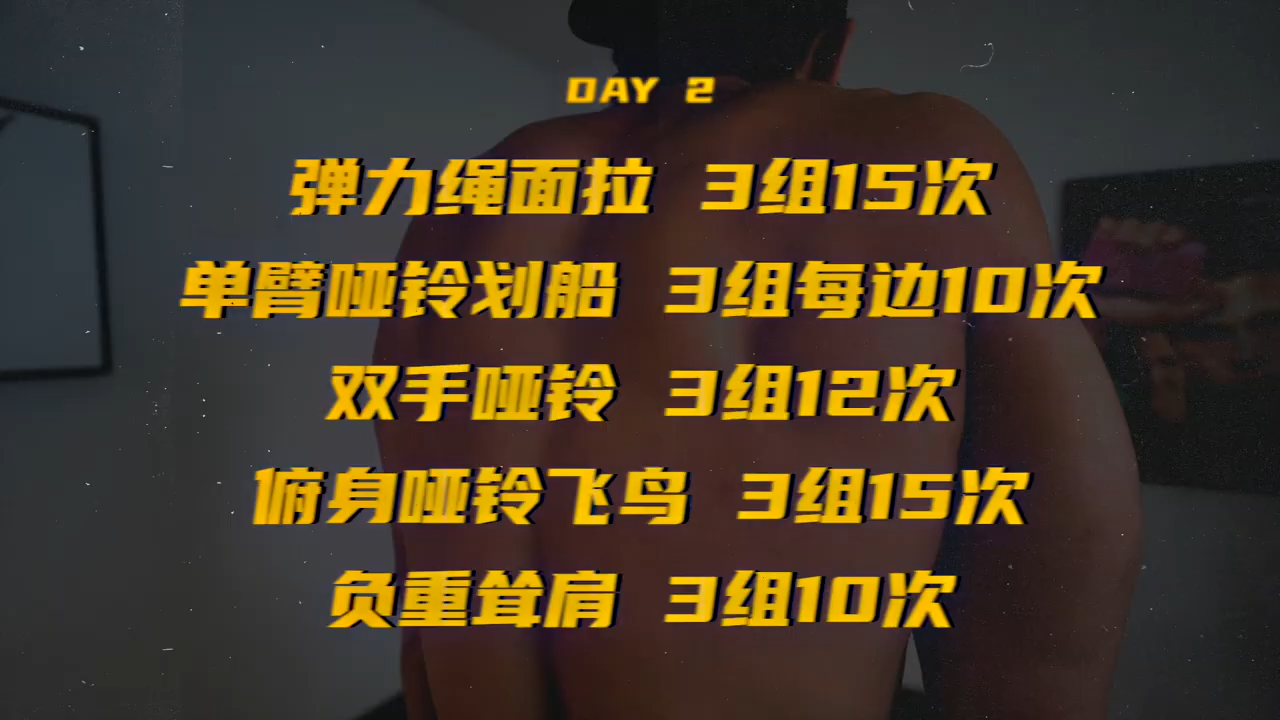 DAY 2
弹力绳面拉 3组15次
单臂哑铃划船 3组每边10次
双手哑铃 3组12次
俯身哑铃飞鸟 3组15次
负重耸肩 3组10次